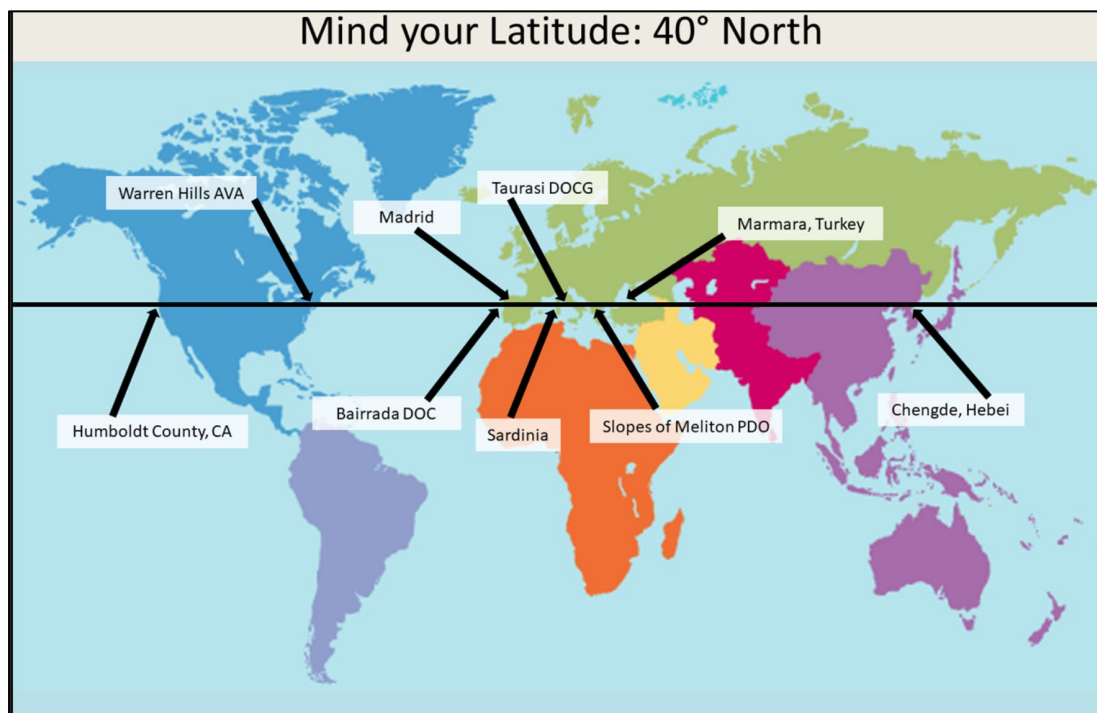 Mind your Latitude: 40° North
Warren Hills AVA
Madrid
Taurasi DOCG
Marmara, Turkey
Humboldt County, CA
Bairrada DOC
Sardinia
Slopes of Meliton PDO
Chengde, Hebei